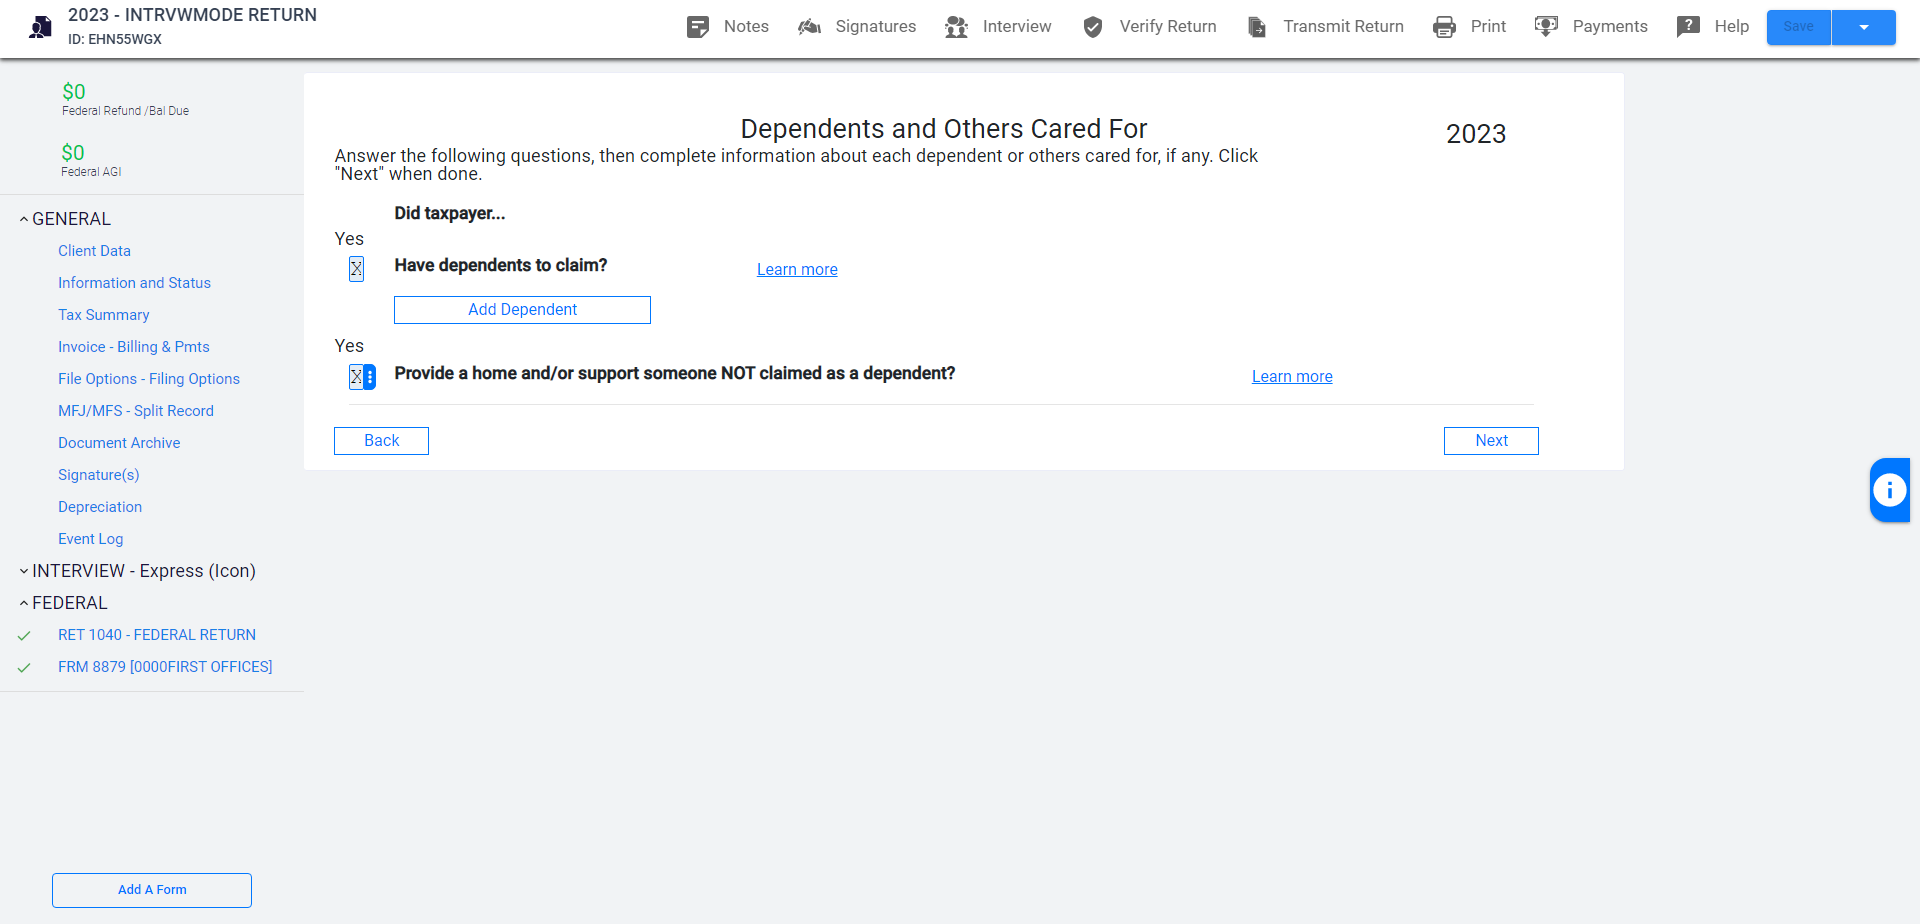 2023 - INTRVWMODE RETURN
ID: EHN55WGX
Notes
Signatures
Interview
Verify Return
Transmit Return
Print
Payments
Help
Save
$0
Federal Refund /Bal Due
$0
Federal AGI
GENERAL
Client Data
Information and Status
Tax Summary
Invoice - Billing & Pmts
File Options - Filing Options
MFJ/MFS - Split Record
Document Archive
Signature(s)
Depreciation
Event Log
INTERVIEW - Express (Icon)
FEDERAL
RET 1040 - FEDERAL RETURN
FRM 8879 [0000FIRST OFFICES]
Add A Form
Dependents and Others Cared For
2023
Answer the following questions, then complete information about each dependent or others cared for, if any. Click
"Next" when done.
Did taxpayer...
Yes
X Have dependents to claim? Learn more
Add Dependent
Yes
X Provide a home and/or support someone NOT claimed as a dependent? Learn more
Back
Next